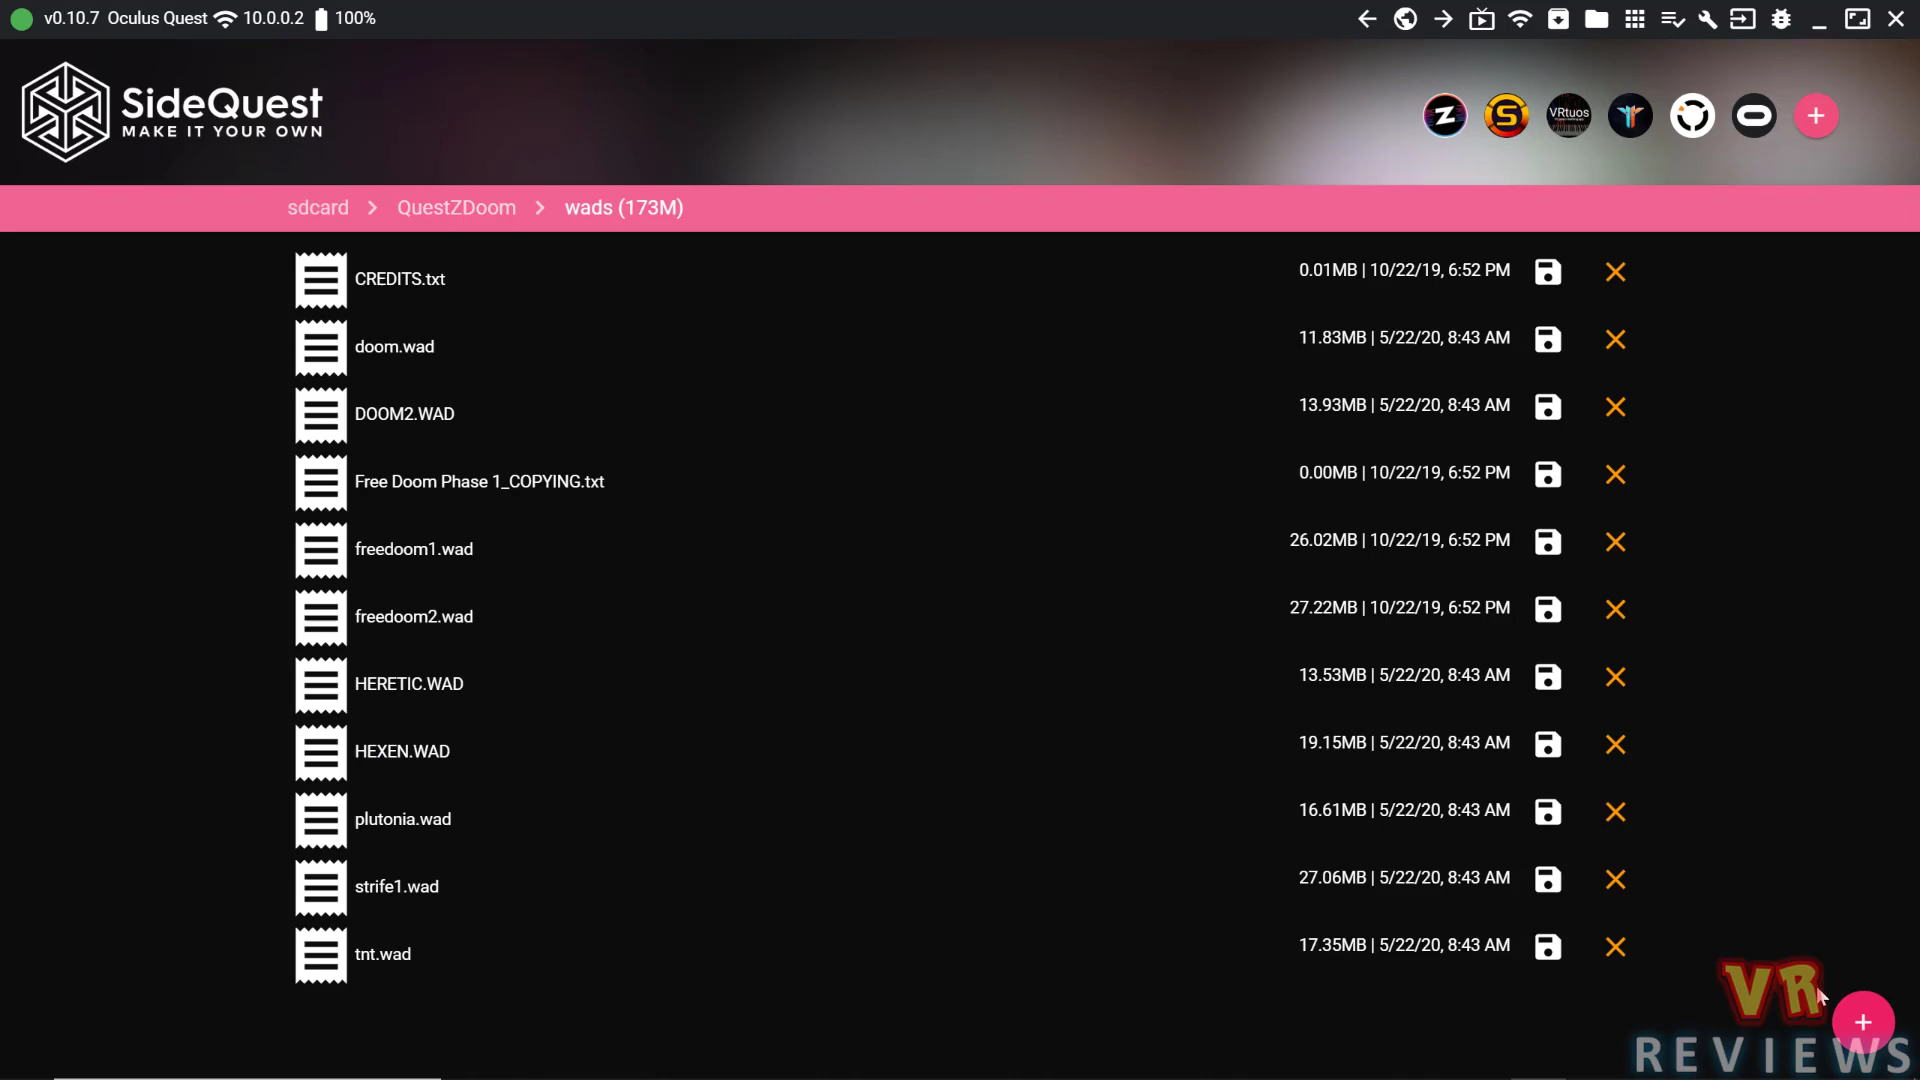 v0.10.7 Oculus Quest 10.0.0.2 100%
SideQuest
MAKE IT YOUR OWN
Z S VRtuos
sdcard > QuestZDoom > wads (173M)
CREDITS.txt 0.01MB | 10/22/19, 6:52 PM
doom.wad 11.83MB | 5/22/20, 8:43 AM
DOOM2.WAD 13.93MB | 5/22/20, 8:43 AM
Free Doom Phase 1_COPYING.txt 0.00MB | 10/22/19, 6:52 PM
freedoom1.wad 26.02MB | 10/22/19, 6:52 PM
freedoom2.wad 27.22MB | 10/22/19, 6:52 PM
HERETIC.WAD 13.53MB | 5/22/20, 8:43 AM
HEXEN.WAD 19.15MB | 5/22/20, 8:43 AM
plutonia.wad 16.61MB | 5/22/20, 8:43 AM
strife1.wad 27.06MB | 5/22/20, 8:43 AM
tnt.wad 17.35MB | 5/22/20, 8:43 AM
VR
REVIEWS